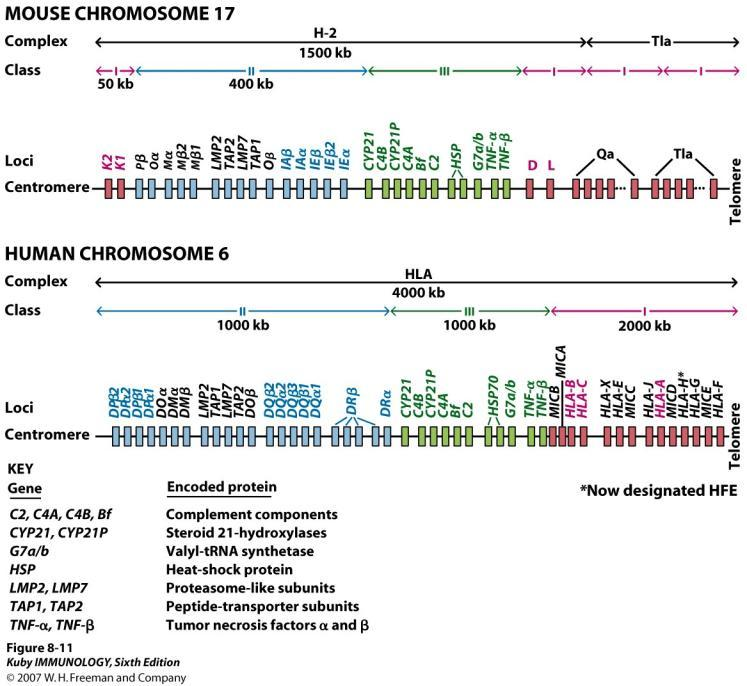 MOUSE CHROMOSOME 17
Complex H-2 Tla
1500 kb
Class I II III I I I
50 kb 400 kb
Loci K2 K1 Pβ Oα Mα Mβ2 Mβ1 LMP2 TAP2 LMP7 TAP1 Oβ IAβ IAα IEβ IEβ2 IEα CYP21 C4B CYP21P C4A Bf C2 HSP G7a/b TNF-α TNF-β D L Qa Tla
Centromere ... ... Telomere
HUMAN CHROMOSOME 6
Complex HLA
4000 kb
Class II III I
1000 kb 1000 kb 2000 kb
Loci DPβ2 DPα2 DPβ1 DPα1 DOα DMα DMβ LMP2 TAP1 LMP7 TAP2 DOβ DQβ2 DQα2 DQβ3 DQβ1 DQα1 DRβ DRα CYP21 C4B CYP21P C4A Bf C2 HSP70 G7a/b TNF-α TNF-β MICB MICA HLA-B HLA-C HLA-X HLA-E MICC HLA-J HLA-A MICD HLA-H* HLA-G MICE HLA-F
Centromere Telomere
KEY
Gene Encoded protein
*Now designated HFE
C2, C4A, C4B, Bf Complement components
CYP21, CYP21P Steroid 21-hydroxylases
G7a/b Valyl-tRNA synthetase
HSP Heat-shock protein
LMP2, LMP7 Proteasome-like subunits
TAP1, TAP2 Peptide-transporter subunits
TNF-α, TNF-β Tumor necrosis factors α and β
Figure 8-11
Kuby IMMUNOLOGY, Sixth Edition
© 2007 W. H. Freeman and Company